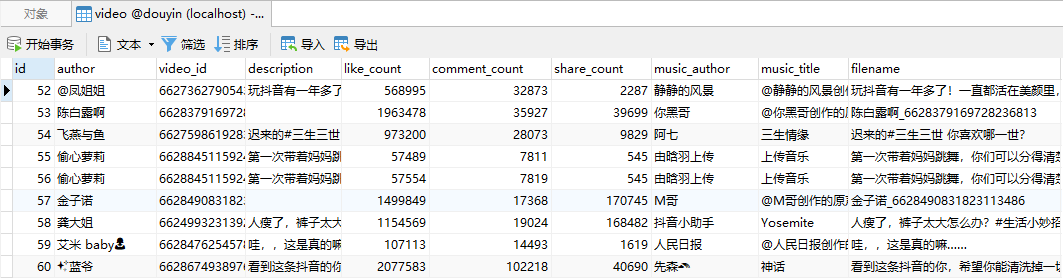 对象 video @douyin (localhost) -...
开始事务 文本 筛选 排序 导入 导出
id author video_id description like_count comment_count share_count music_author music_title filename
52 @凤姐姐 6627362790543 玩抖音有一年多了 568995 32873 2287 静静的风景 @静静的风景创 玩抖音有一年多了！一直都活在美颜里，
53 陈白露啊 6628379169728 1963478 35927 39699 你黑哥 @你黑哥创作的原 陈白露啊_6628379169728236813
54 飞燕与鱼 6627598619283 迟来的#三生三世 973200 28073 9829 阿七 三生情缘 迟来的#三生三世 你喜欢哪一世?
55 偷心萝莉 6628845115924 第一次带着妈妈跳 57489 7811 545 由晗羽上传 上传音乐 第一次带着妈妈跳舞，你们可以分得清楚
56 偷心萝莉 6628845115924 第一次带着妈妈跳 57554 7819 545 由晗羽上传 上传音乐 第一次带着妈妈跳舞，你们可以分得清楚
57 金子诺 6628490831823 1499849 17368 170745 M哥 @M哥创作的原 金子诺_6628490831823113486
58 龚大姐 6624993231392 人瘦了，裤子太大 1154569 19024 168482 抖音小助手 Yosemite 人瘦了，裤子太大怎么办？#生活小妙招
59 艾米 baby 6628476254578 哇，，这是真的嘛 107113 14493 1619 人民日报 @人民日报创作的 哇，，这是真的嘛......
60 蓝爷 6628674938976 看到这条抖音的你 2077583 102218 40690 先森 神话 看到这条抖音的你，希望你能清洗掉一切